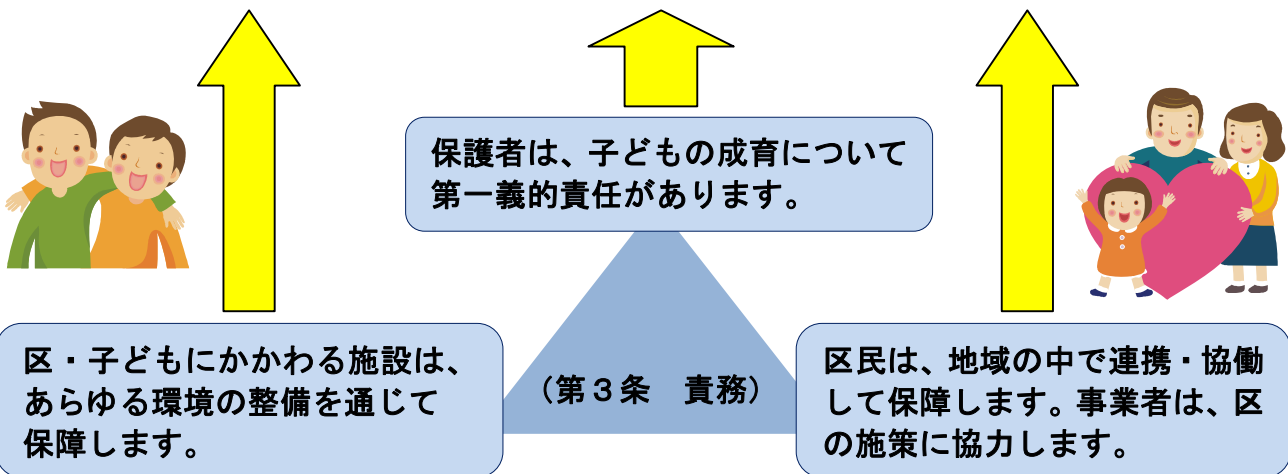 保護者は、子どもの成育について
第一義的責任があります。
(第３条　責務)
区・子どもにかかわる施設は、
あらゆる環境の整備を通じて
保障します。
区民は、地域の中で連携・協働
して保障します。事業者は、区
の施策に協力します。